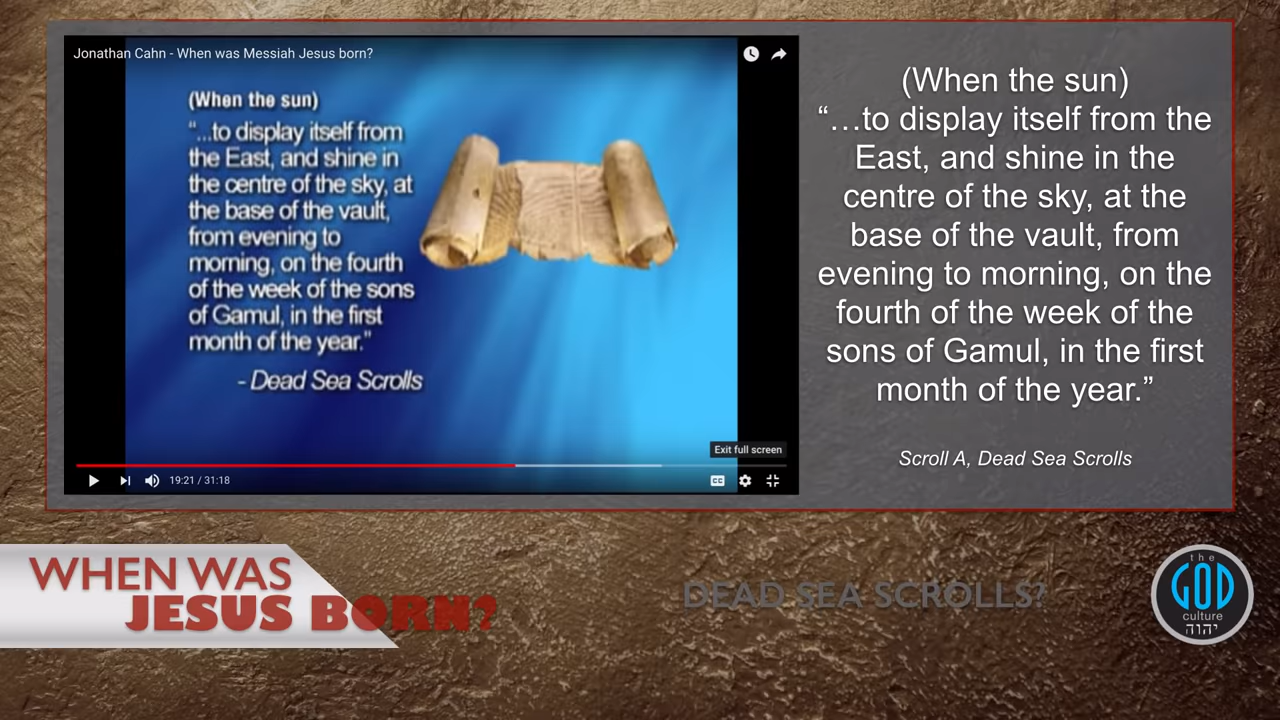 Jonathan Cahn - When was Messiah Jesus born?
(When the sun)
“...to display itself from
the East, and shine in
the centre of the sky, at
the base of the vault,
from evening to
morning, on the fourth
of the week of the sons
of Gamul, in the first
month of the year.”
- Dead Sea Scrolls
Exit full screen
19:21 / 31:18
CC
(When the sun)
“…to display itself from the
East, and shine in the
centre of the sky, at the
base of the vault, from
evening to morning, on the
fourth of the week of the
sons of Gamul, in the first
month of the year.”
Scroll A, Dead Sea Scrolls
WHEN WAS
JESUS BORN?
DEAD SEA SCROLLS?
the
GOD
culture
יהוה